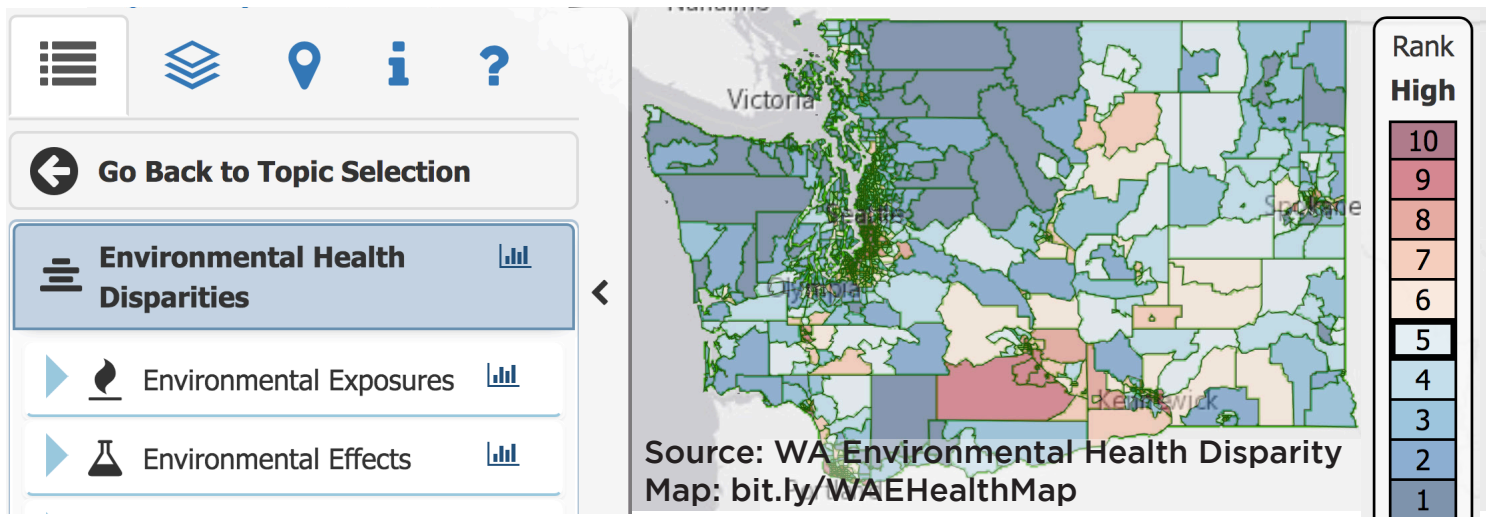 ?
Go Back to Topic Selection
Environmental Health
Disparities
Environmental Exposures
Environmental Effects
Nanaimo
Victoria
Seattle
Spokane
Olympia
Kennewick
Portland
Source: WA Environmental Health Disparity
Map: bit.ly/WAEHealthMap
Rank
High
10
9
8
7
6
5
4
3
2
1